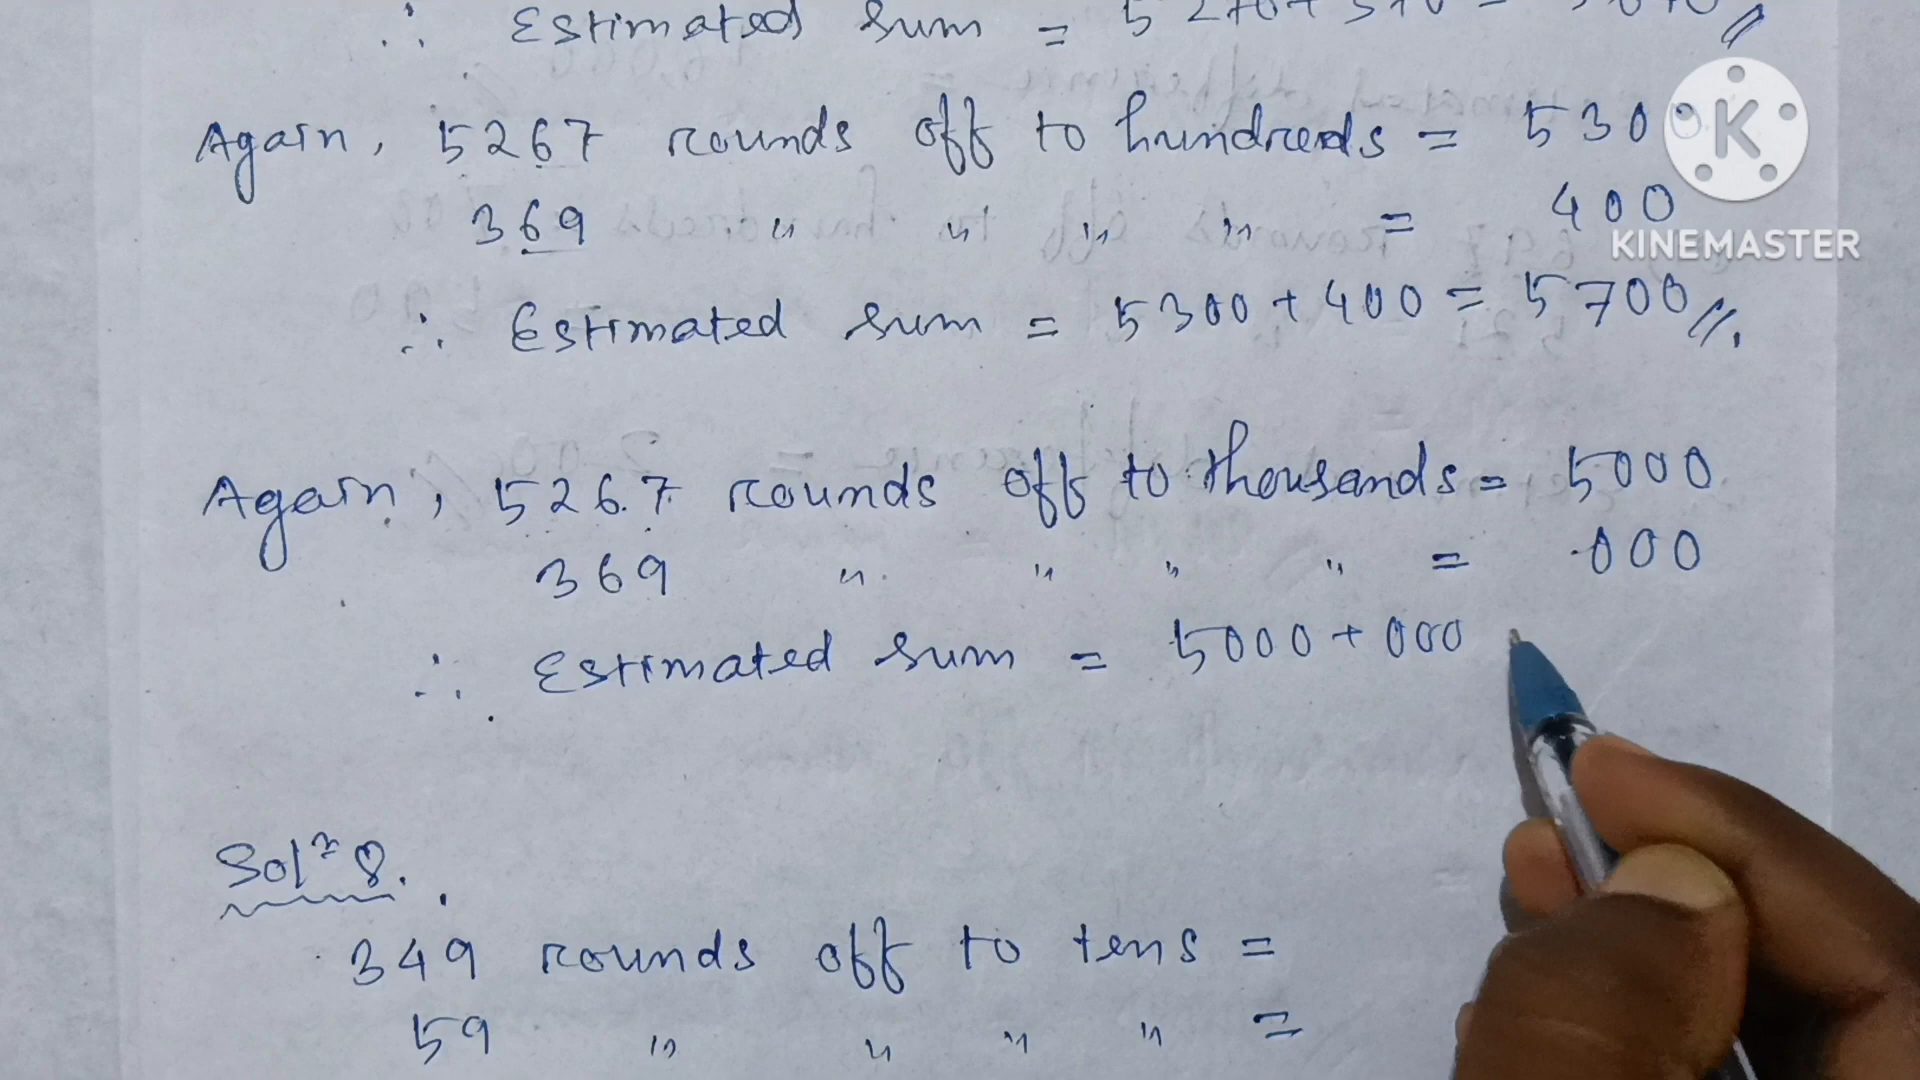 ∴ Estimated sum = 5270 + 370 =
Again, 5267 rounds off to hundreds = 5300
369 " " " " = 400
KINEMASTER
∴ Estimated sum = 5300 + 400 = 5700 //.
Again, 5267 rounds off to thousands = 5000
369 " " " " = 000
∴ Estimated sum = 5000 + 000
Solⁿ 8.
349 rounds off to tens =
59 " " " " =